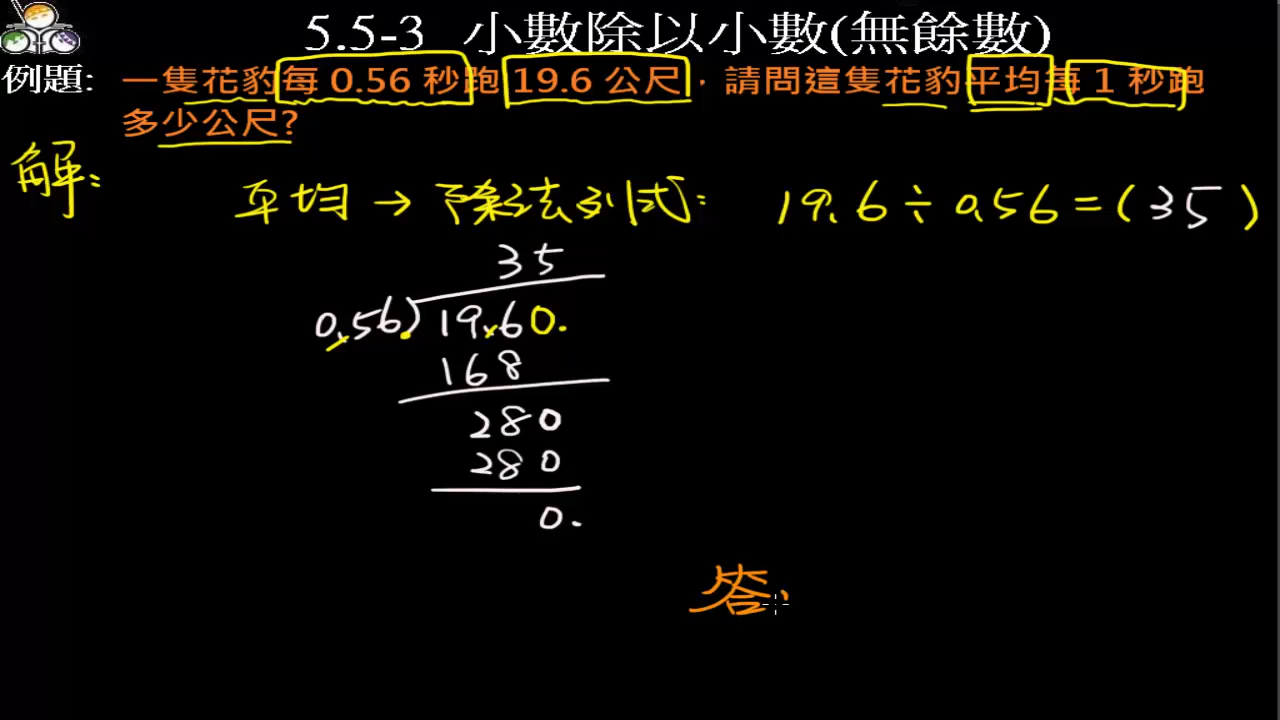 5.5-3 小數除以小數(無餘數)
例題: 一隻花豹每 0.56 秒跑 19.6 公尺，請問這隻花豹平均每 1 秒跑
多少公尺?
解:
平均 → 除法列式: 19.6 ÷ 0.56 = ( 35 )
35
0.56) 19.60.
168
280
280
0.
答: